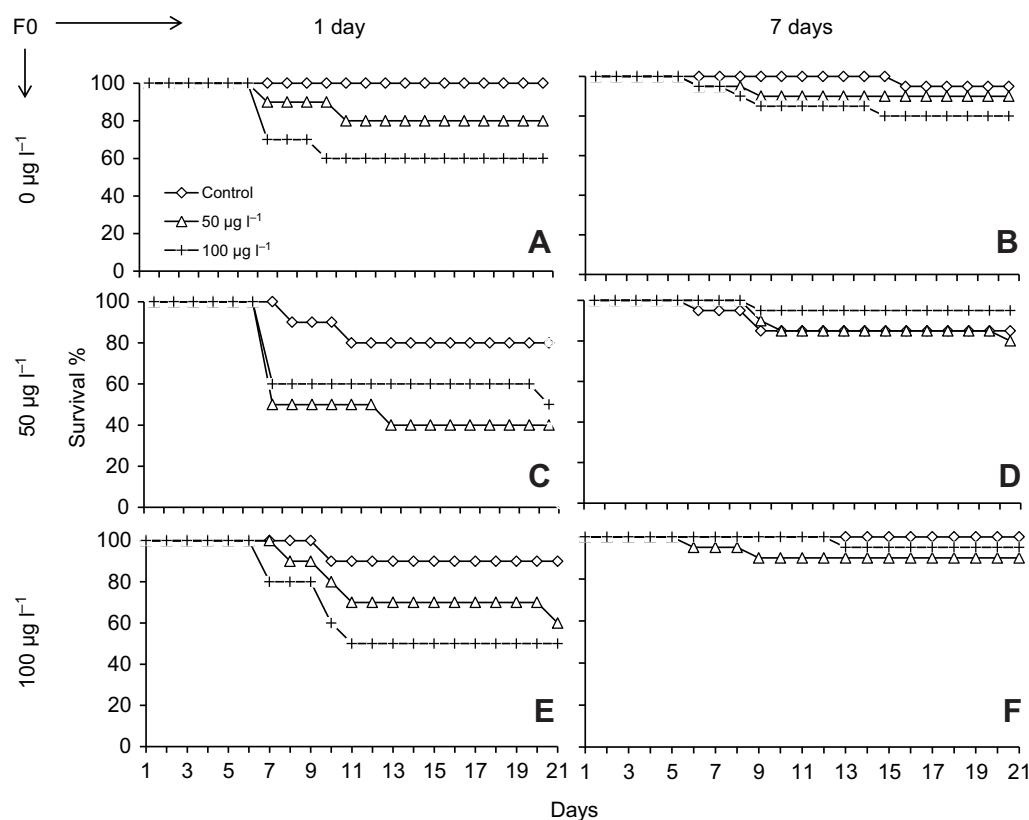 F0
1 day
7 days
0 µg l⁻¹
50 µg l⁻¹
100 µg l⁻¹
Survival %
100
80
60
40
20
0
Control
50 µg l⁻¹
100 µg l⁻¹
A
B
100
80
60
40
20
0
C
D
100
80
60
40
20
0
E
F
1 3 5 7 9 11 13 15 17 19 21
1 3 5 7 9 11 13 15 17 19 21
Days